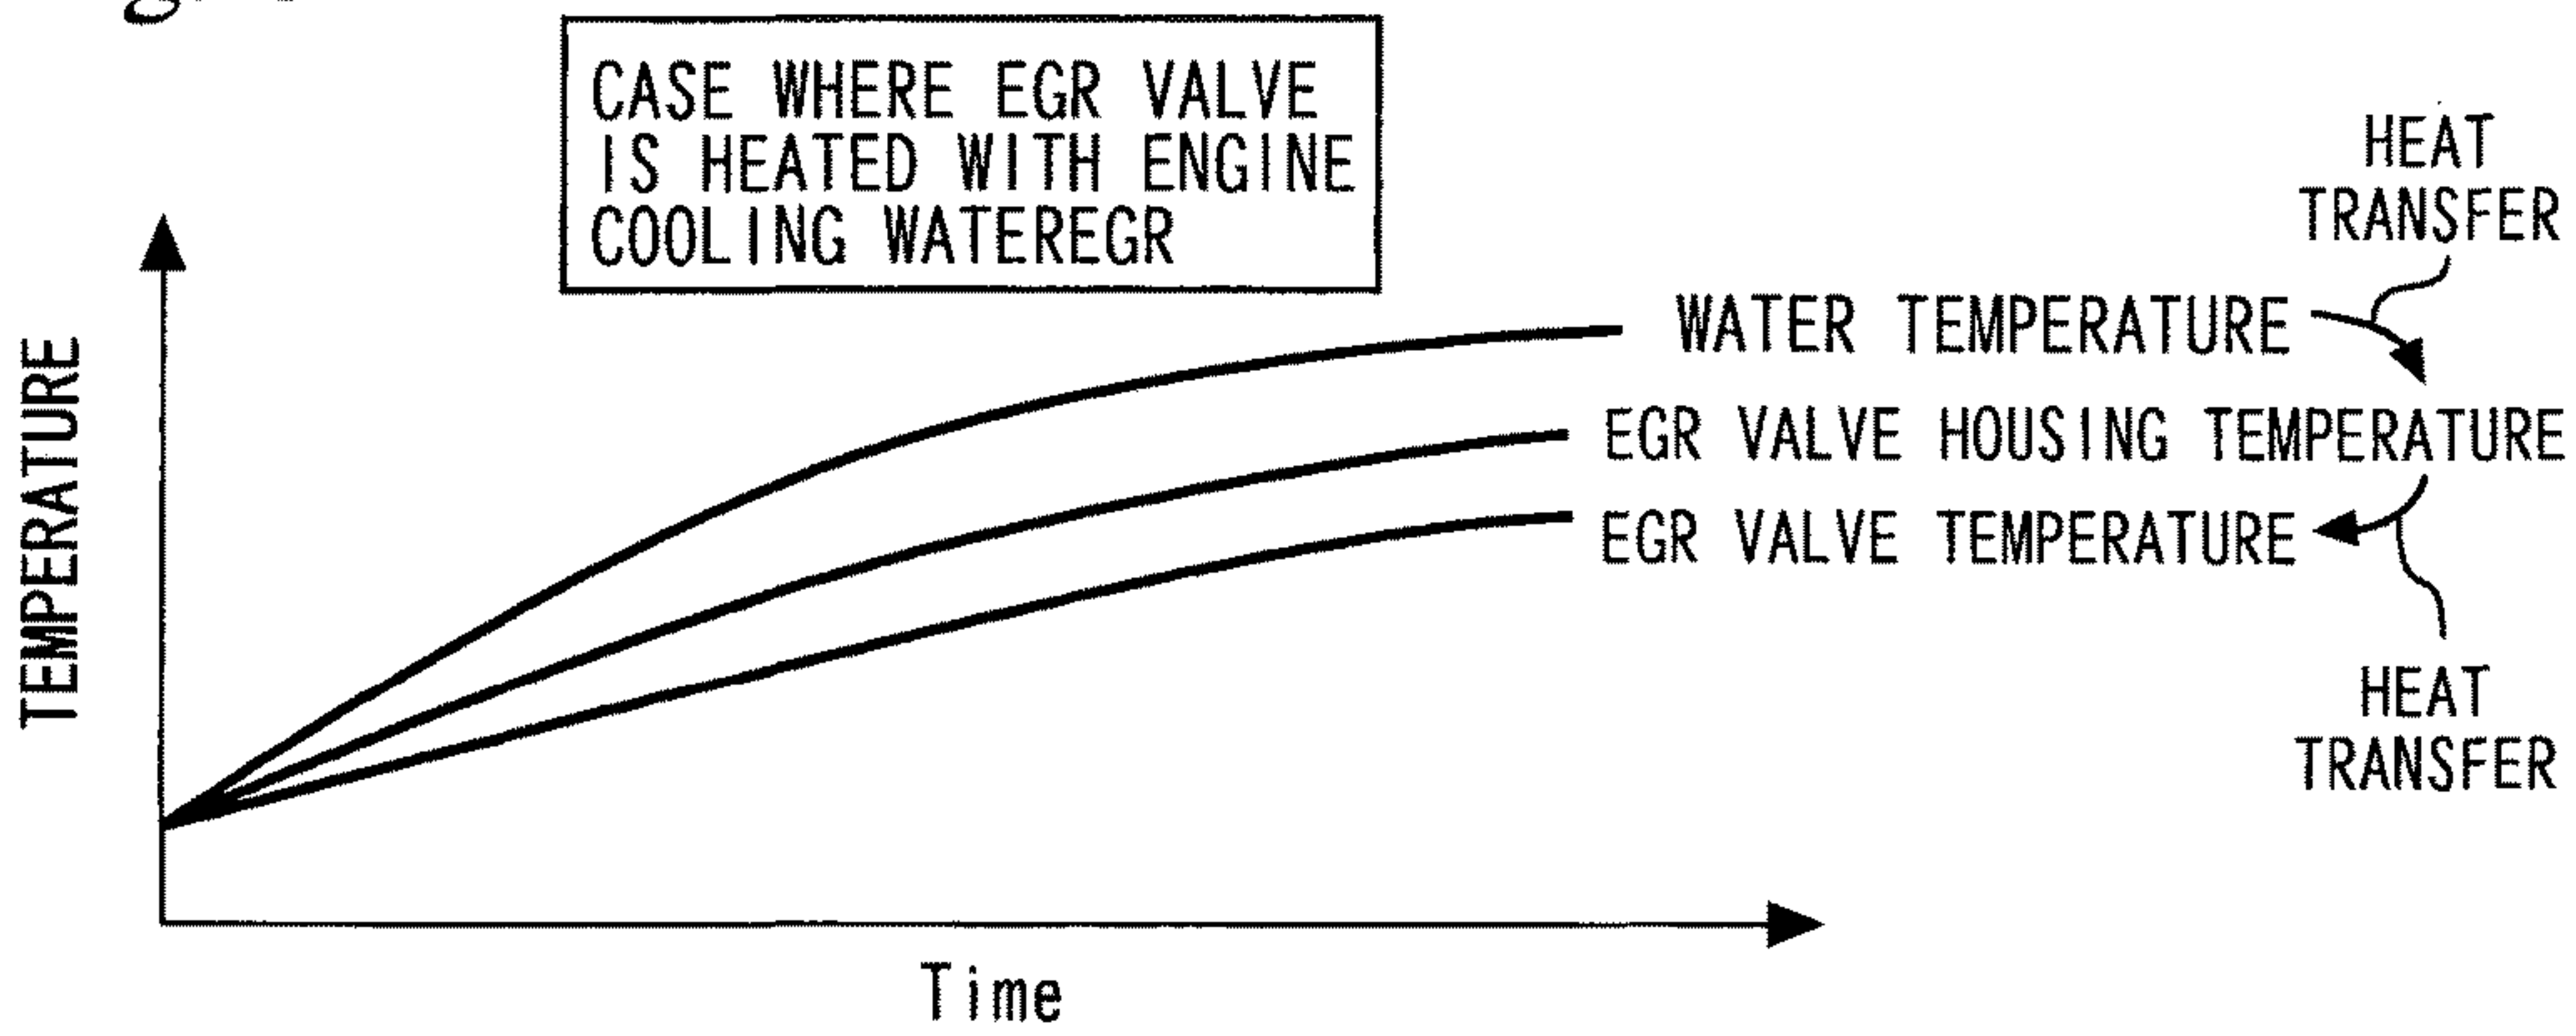 CASE WHERE EGR VALVE
IS HEATED WITH ENGINE
COOLING WATEREGR
HEAT
TRANSFER
WATER TEMPERATURE
EGR VALVE HOUSING TEMPERATURE
EGR VALVE TEMPERATURE
HEAT
TRANSFER
TEMPERATURE
Time